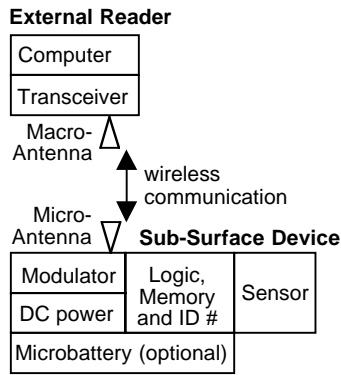 External Reader
Computer
Transceiver
Macro-
Antenna
wireless
communication
Micro-
Antenna
Sub-Surface Device
Modulator
DC power
Logic,
Memory
and ID #
Sensor
Microbattery (optional)